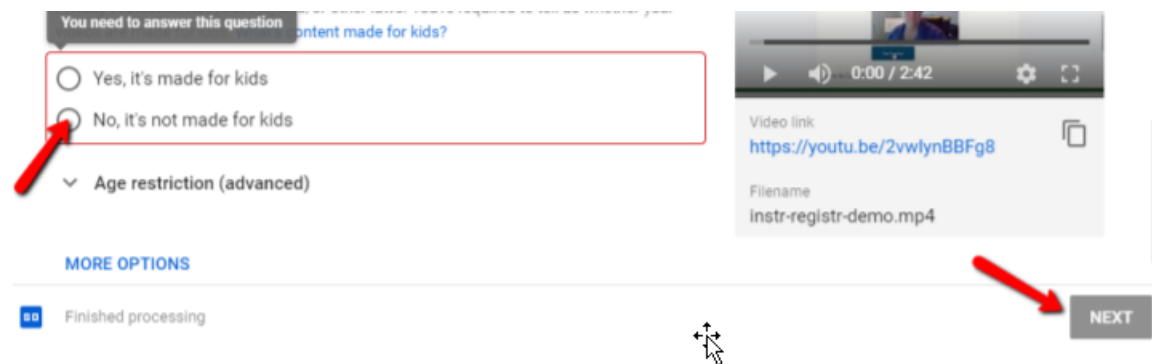 You need to answer this question
content made for kids?
Yes, it's made for kids
No, it's not made for kids
Age restriction (advanced)
MORE OPTIONS
Finished processing
0:00 / 2:42
Video link
https://youtu.be/2vwlynBBFg8
Filename
instr-registr-demo.mp4
NEXT